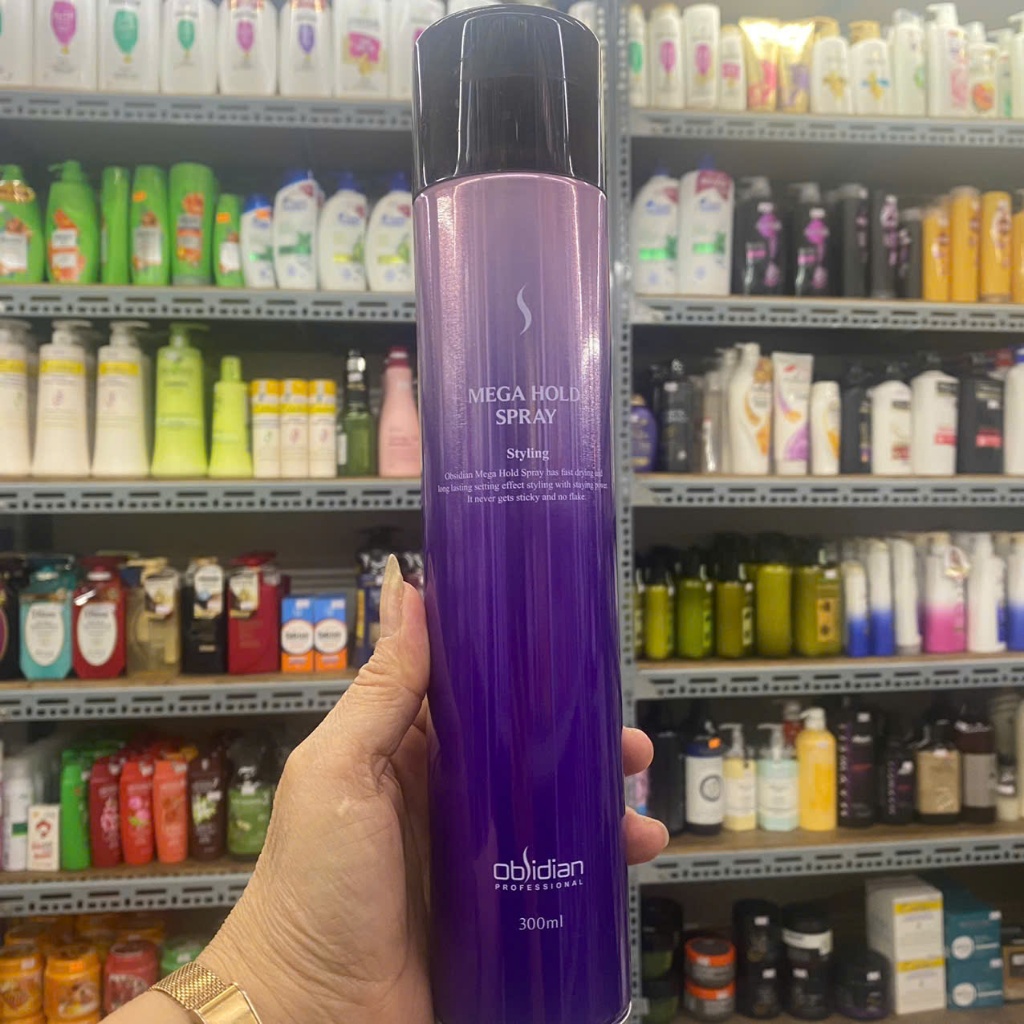 MEGA HOLD
SPRAY
Styling
Obsidian Mega Hold Spray has fast drying and
long lasting setting effect styling with staying power.
It never gets sticky and no flake.
obsidian
PROFESSIONAL
300ml